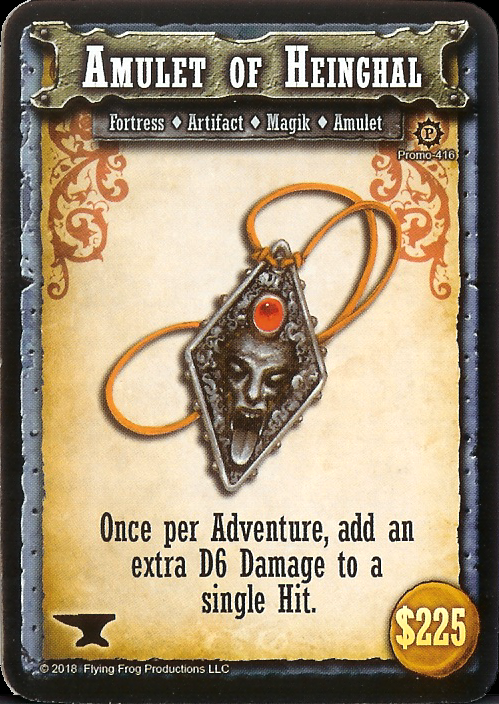 Amulet of Heinghal
Fortress ♦ Artifact ♦ Magik ♦ Amulet
P
Promo-416
Once per Adventure, add an
extra D6 Damage to a
single Hit.
$225
© 2018 Flying Frog Productions LLC